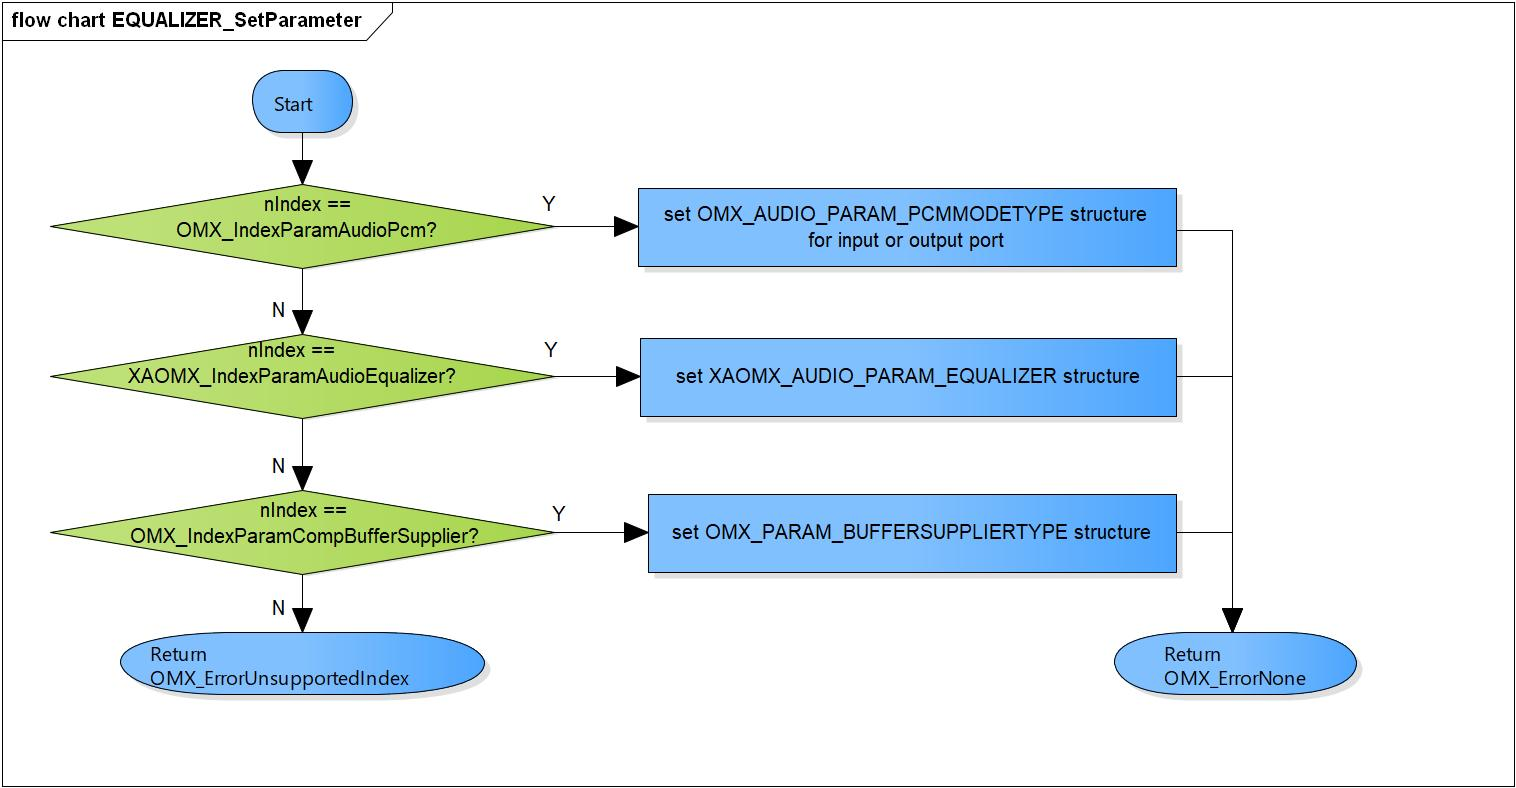 flow chart EQUALIZER_SetParameter
Start
nIndex ==
OMX_IndexParamAudioPcm?
Y
set OMX_AUDIO_PARAM_PCMMODETYPE structure
for input or output port
N
nIndex ==
XAOMX_IndexParamAudioEqualizer?
Y
set XAOMX_AUDIO_PARAM_EQUALIZER structure
N
nIndex ==
OMX_IndexParamCompBufferSupplier?
Y
set OMX_PARAM_BUFFERSUPPLIERTYPE structure
N
Return
OMX_ErrorUnsupportedIndex
Return
OMX_ErrorNone